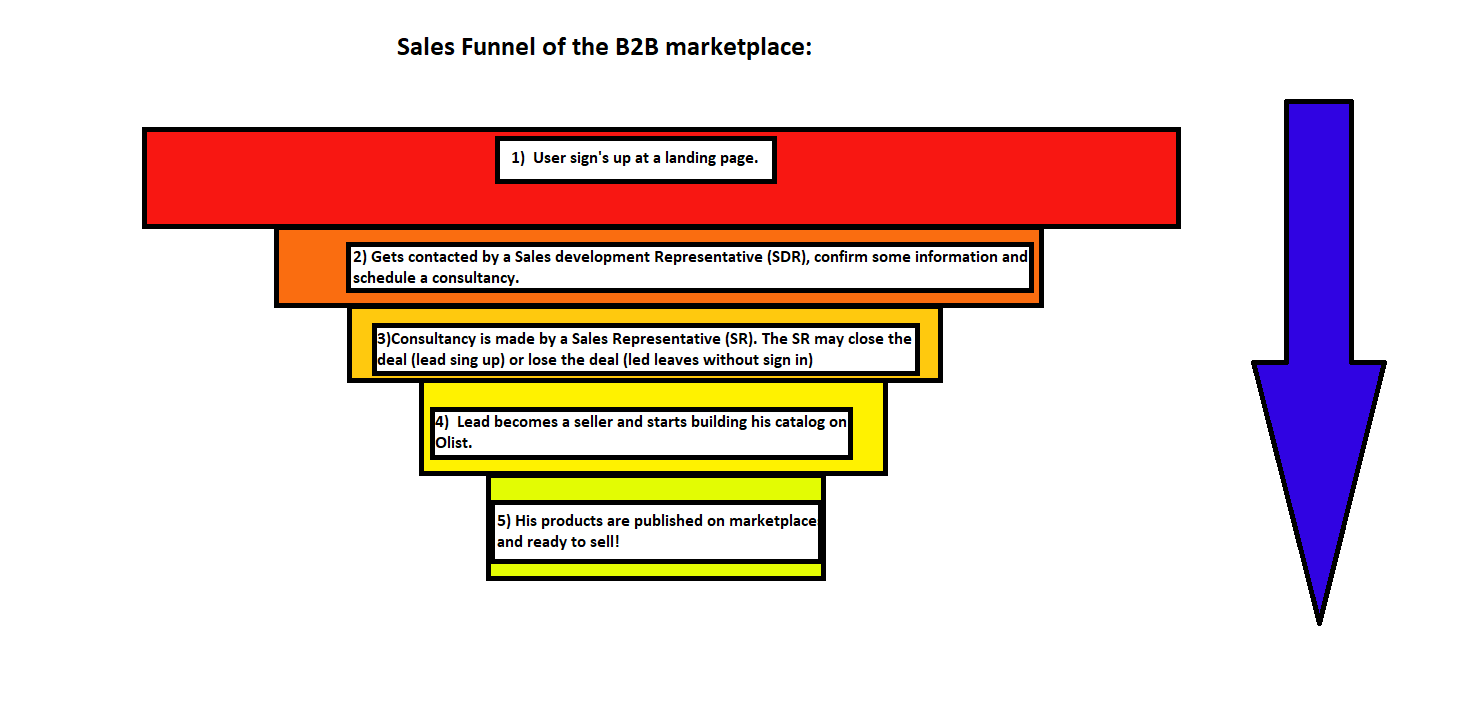 Sales Funnel of the B2B marketplace:
1)  User sign's up at a landing page.
2) Gets contacted by a Sales development Representative (SDR), confirm some information and
schedule a consultancy.
3)Consultancy is made by a Sales Representative (SR). The SR may close the
deal (lead sing up) or lose the deal (led leaves without sign in)
4)  Lead becomes a seller and starts building his catalog on
Olist.
5) His products are published on marketplace
and ready to sell!